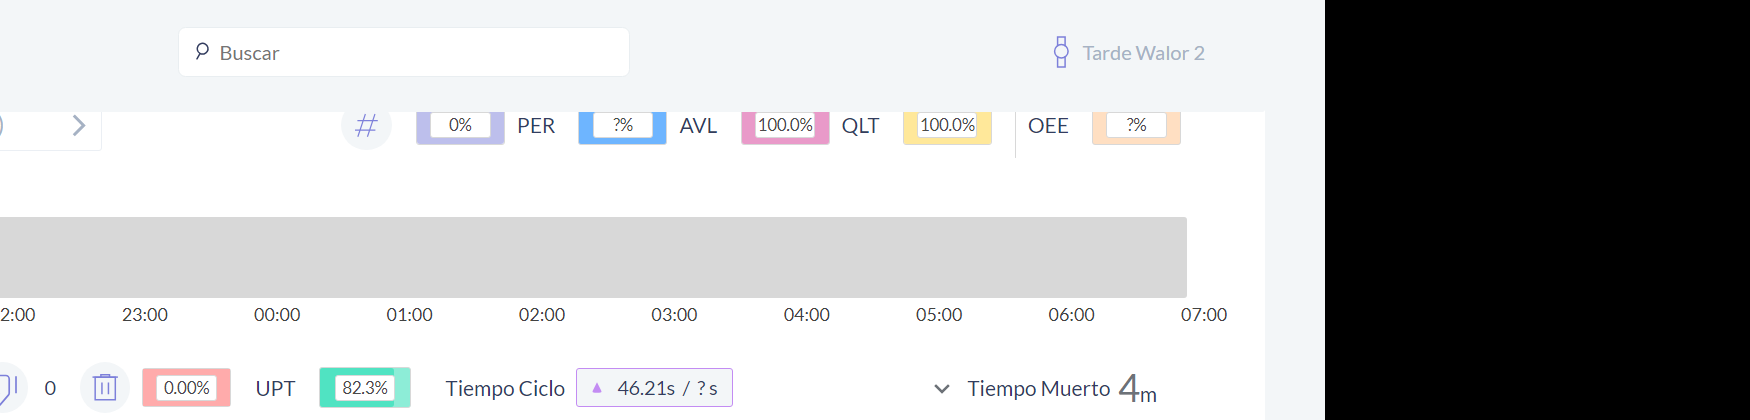 Buscar
Tarde Walor 2
# 0% PER ?% AVL 100.0% QLT 100.0% OEE ?%
2:00 23:00 00:00 01:00 02:00 03:00 04:00 05:00 06:00 07:00
0 0.00% UPT 82.3% Tiempo Ciclo 46.21s / ? s Tiempo Muerto 4m